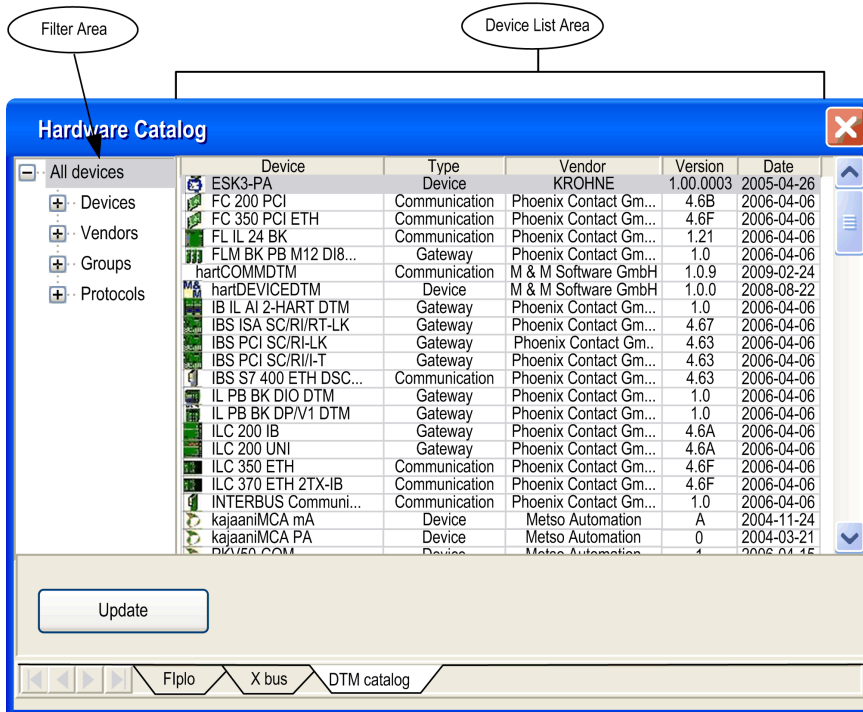 Filter Area
Device List Area
Hardware Catalog
All devices
Devices
Vendors
Groups
Protocols
Device Type Vendor Version Date
ESK3-PA Device KROHNE 1.00.0003 2005-04-26
FC 200 PCI Communication Phoenix Contact Gm... 4.6B 2006-04-06
FC 350 PCI ETH Communication Phoenix Contact Gm... 4.6F 2006-04-06
FL IL 24 BK Communication Phoenix Contact Gm... 1.21 2006-04-06
FLM BK PB M12 DI8... Gateway Phoenix Contact Gm... 1.0 2006-04-06
hartCOMMDTM Communication M & M Software GmbH 1.0.9 2009-02-24
M& M hartDEVICEDTM Device M & M Software GmbH 1.0.0 2008-08-22
IB IL AI 2-HART DTM Gateway Phoenix Contact Gm... 1.0 2006-04-06
IBS ISA SC/RI/RT-LK Gateway Phoenix Contact Gm... 4.67 2006-04-06
IBS PCI SC/RI-LK Gateway Phoenix Contact Gm.. 4.63 2006-04-06
IBS PCI SC/RI/I-T Gateway Phoenix Contact Gm... 4.63 2006-04-06
IBS S7 400 ETH DSC... Communication Phoenix Contact Gm... 4.63 2006-04-06
IL PB BK DIO DTM Gateway Phoenix Contact Gm... 1.0 2006-04-06
IL PB BK DP/V1 DTM Gateway Phoenix Contact Gm... 1.0 2006-04-06
ILC 200 IB Gateway Phoenix Contact Gm... 4.6A 2006-04-06
ILC 200 UNI Gateway Phoenix Contact Gm... 4.6A 2006-04-06
ILC 350 ETH Communication Phoenix Contact Gm... 4.6F 2006-04-06
ILC 370 ETH 2TX-IB Communication Phoenix Contact Gm... 4.6F 2006-04-06
INTERBUS Communi... Communication Phoenix Contact Gm... 1.0 2006-04-06
kajaaniMCA mA Device Metso Automation A 2004-11-24
kajaaniMCA PA Device Metso Automation 0 2004-03-21
Device Metso Automation 1 2006-04-15
Update
FIplo X bus DTM catalog